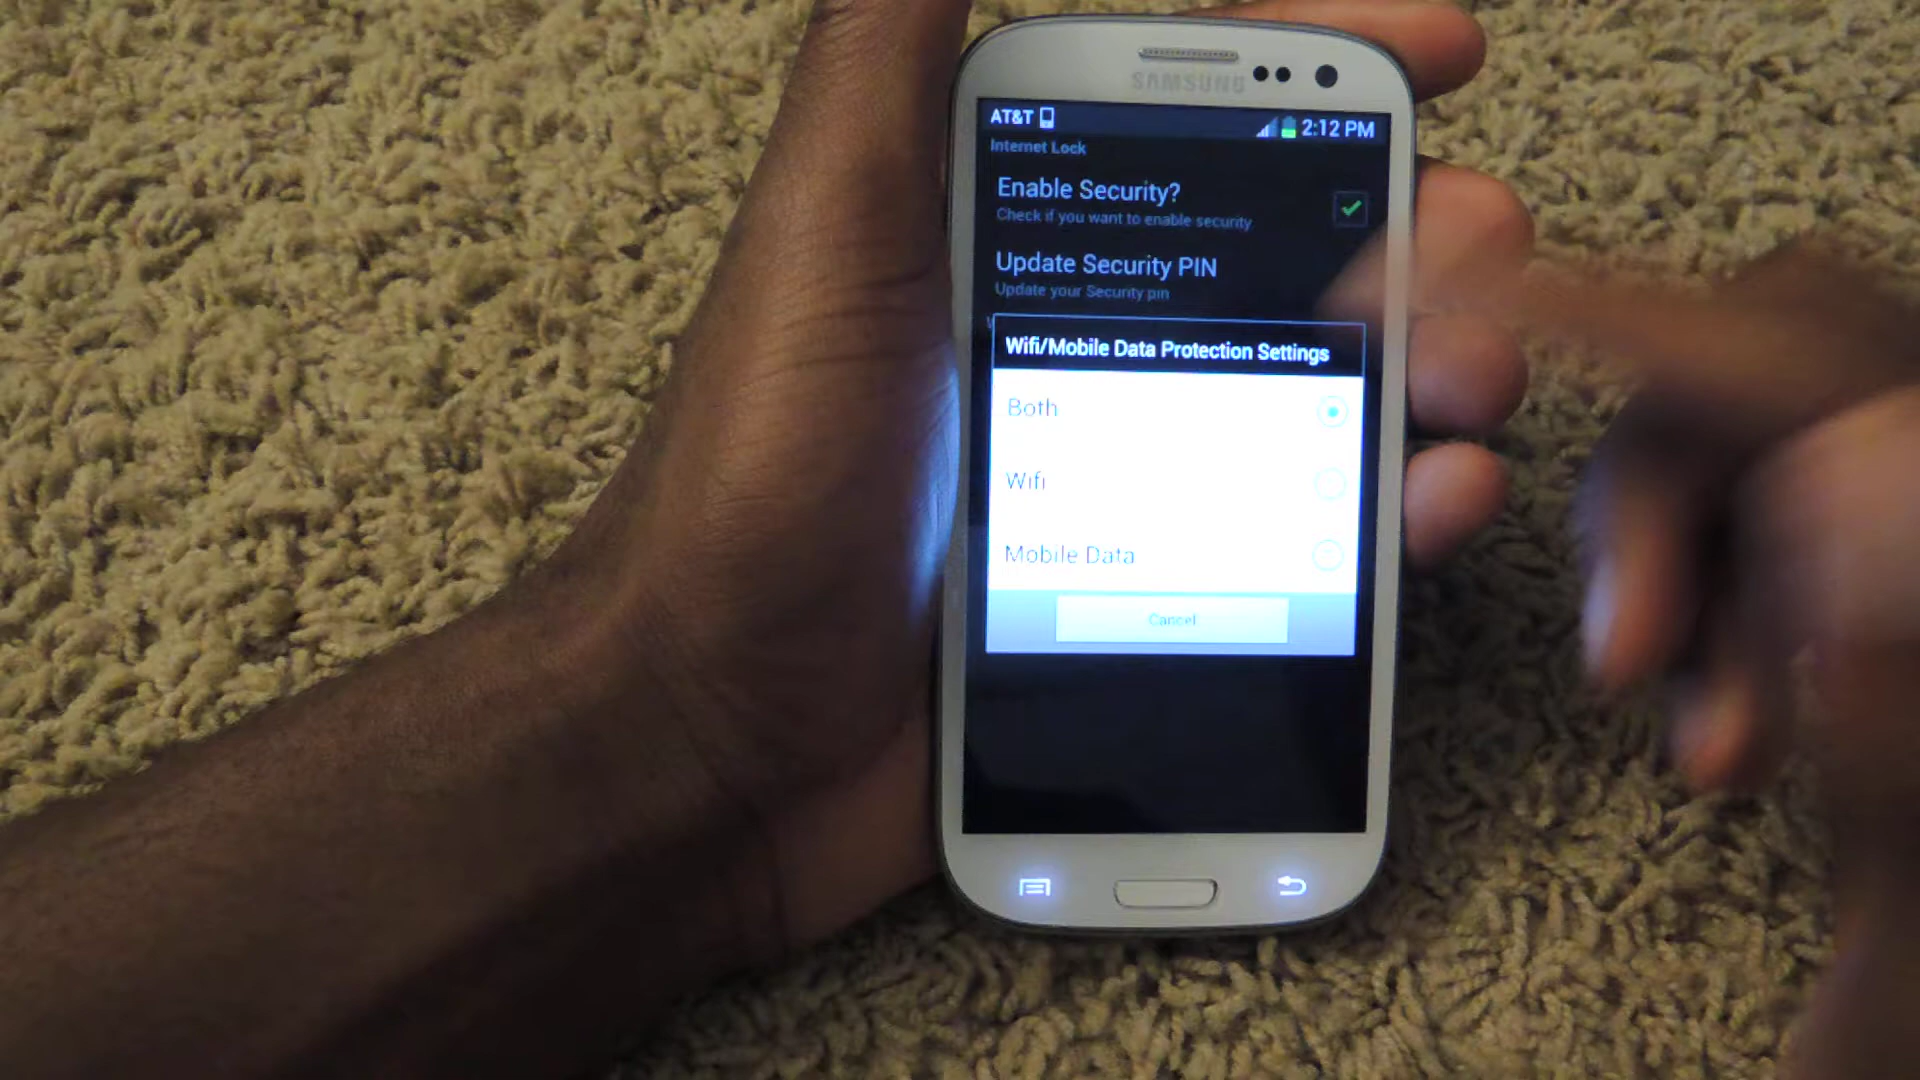 SAMSUNG
AT&T 2:12 PM
Internet Lock
Enable Security?
Check if you want to enable security
Update Security PIN
Update your Security pin
Wifi/Mobile Data Protection Settings
Both
Wifi
Mobile Data
Cancel